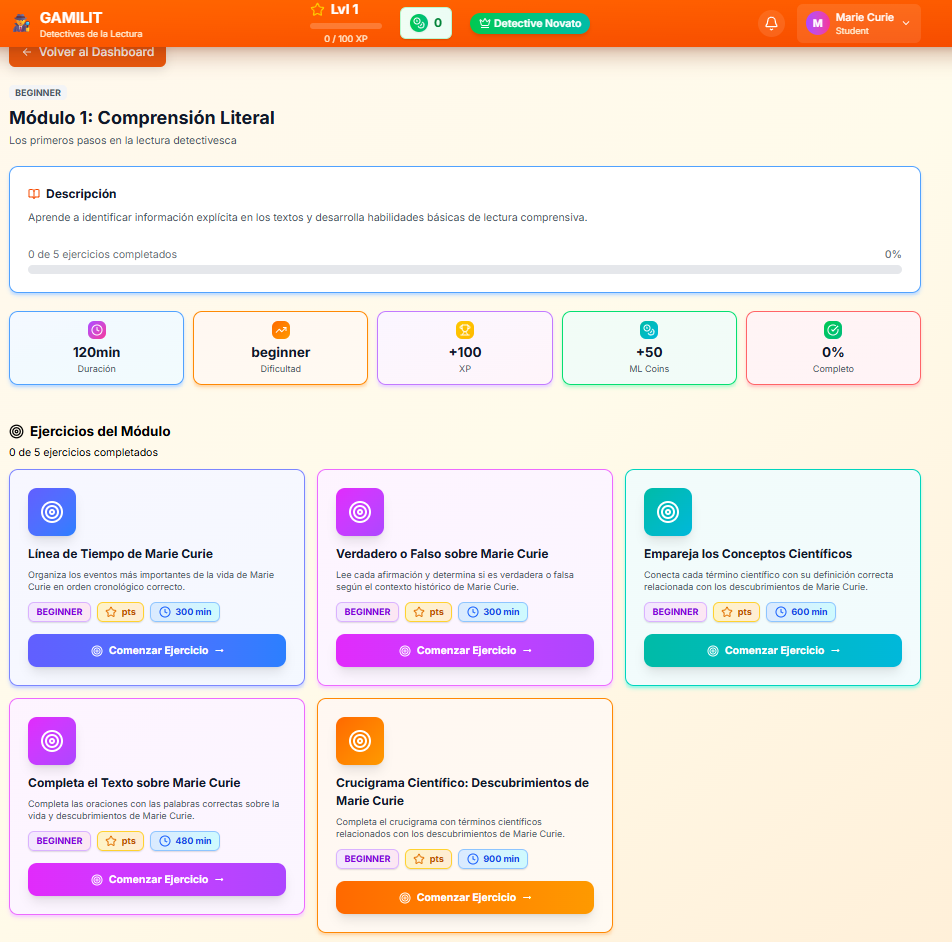 GAMILIT
Detectives de la Lectura
Lvl 1
0 / 100 XP
0
Detective Novato
M
Marie Curie
Student
← Volver al Dashboard
BEGINNER
Módulo 1: Comprensión Literal
Los primeros pasos en la lectura detectivesca
Descripción
Aprende a identificar información explícita en los textos y desarrolla habilidades básicas de lectura comprensiva.
0 de 5 ejercicios completados
0%
120min
Duración
beginner
Dificultad
+100
XP
+50
ML Coins
0%
Completo
Ejercicios del Módulo
0 de 5 ejercicios completados
Línea de Tiempo de Marie Curie
Organiza los eventos más importantes de la vida de Marie
Curie en orden cronológico correcto.
BEGINNER
pts
300 min
Comenzar Ejercicio →
Verdadero o Falso sobre Marie Curie
Lee cada afirmación y determina si es verdadera o falsa
según el contexto histórico de Marie Curie.
BEGINNER
pts
300 min
Comenzar Ejercicio →
Empareja los Conceptos Científicos
Conecta cada término científico con su definición correcta
relacionada con los descubrimientos de Marie Curie.
BEGINNER
pts
600 min
Comenzar Ejercicio →
Completa el Texto sobre Marie Curie
Completa las oraciones con las palabras correctas sobre la
vida y descubrimientos de Marie Curie.
BEGINNER
pts
480 min
Comenzar Ejercicio →
Crucigrama Científico: Descubrimientos de
Marie Curie
Completa el crucigrama con términos científicos
relacionados con los descubrimientos de Marie Curie.
BEGINNER
pts
900 min
Comenzar Ejercicio →